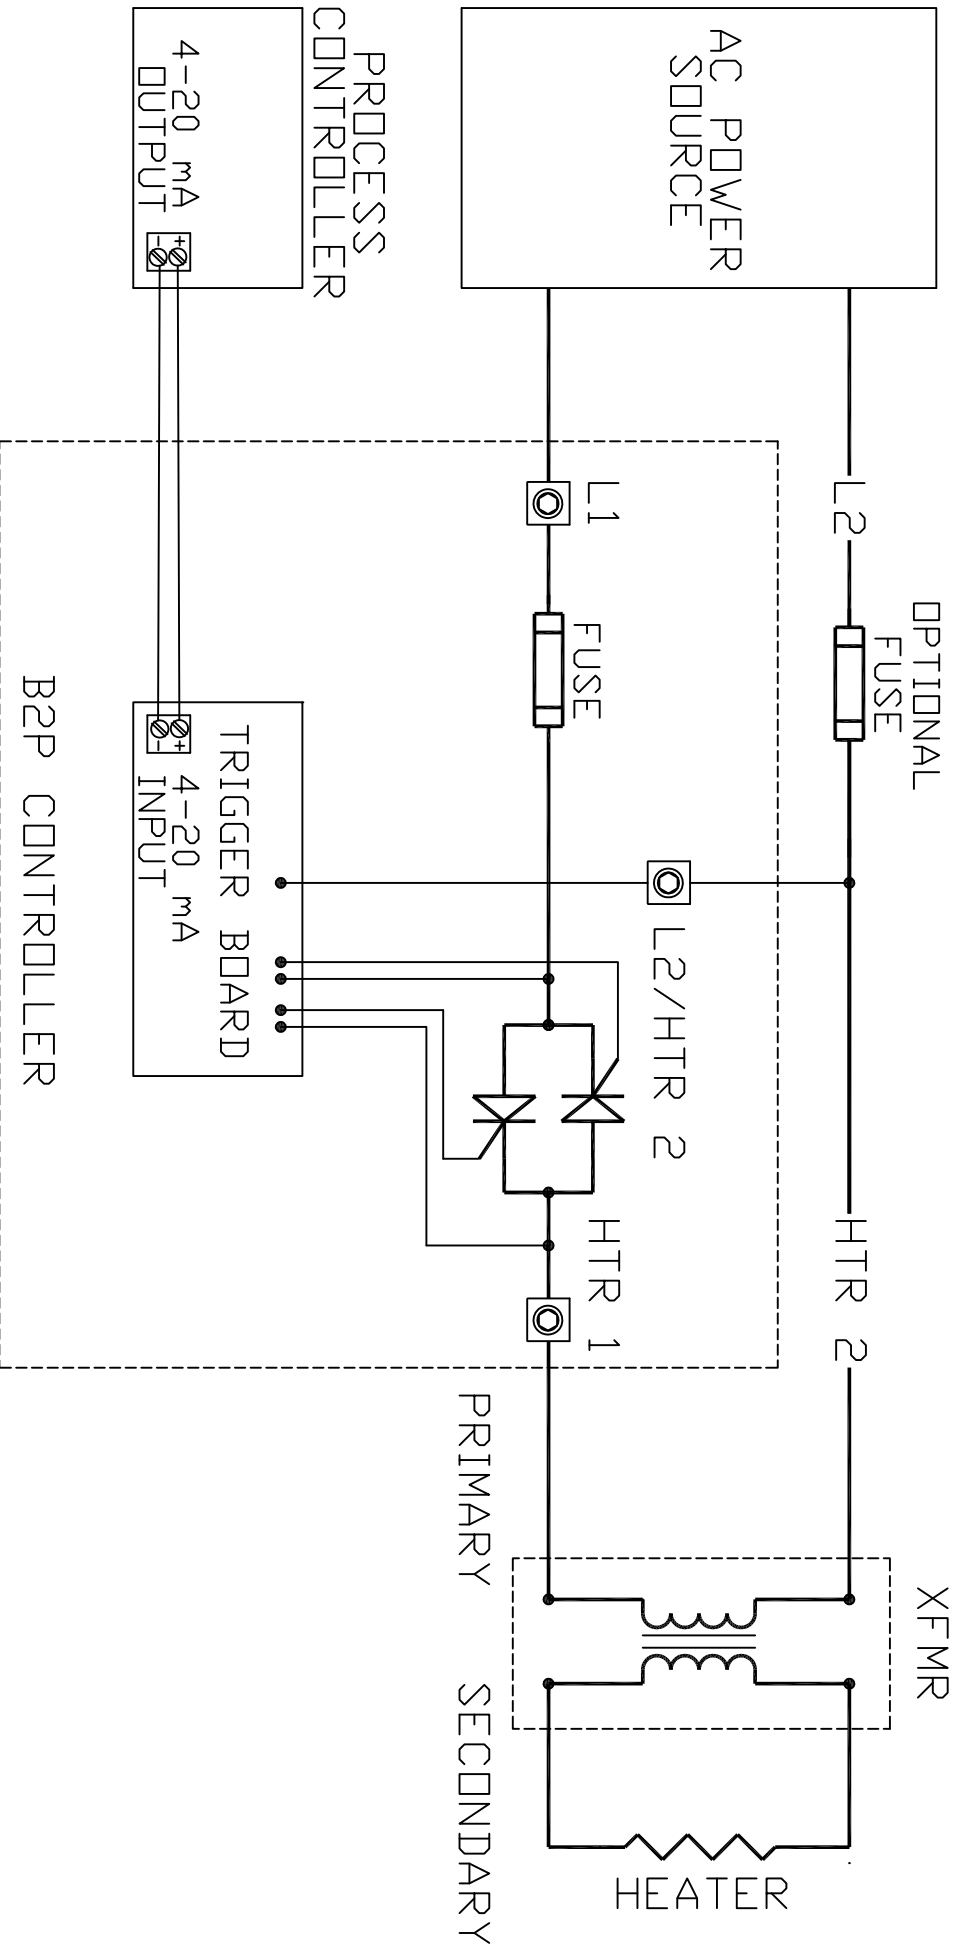 OPTIONAL
FUSE
L2
HTR 2
XFMR
AC POWER
SOURCE
L2/HTR 2
L1
FUSE
HTR 1
HEATER
PRIMARY
SECONDARY
PROCESS
CONTROLLER
4-20 mA
OUTPUT
+
-
TRIGGER BOARD
+
-
4-20 mA
INPUT
B2P CONTROLLER